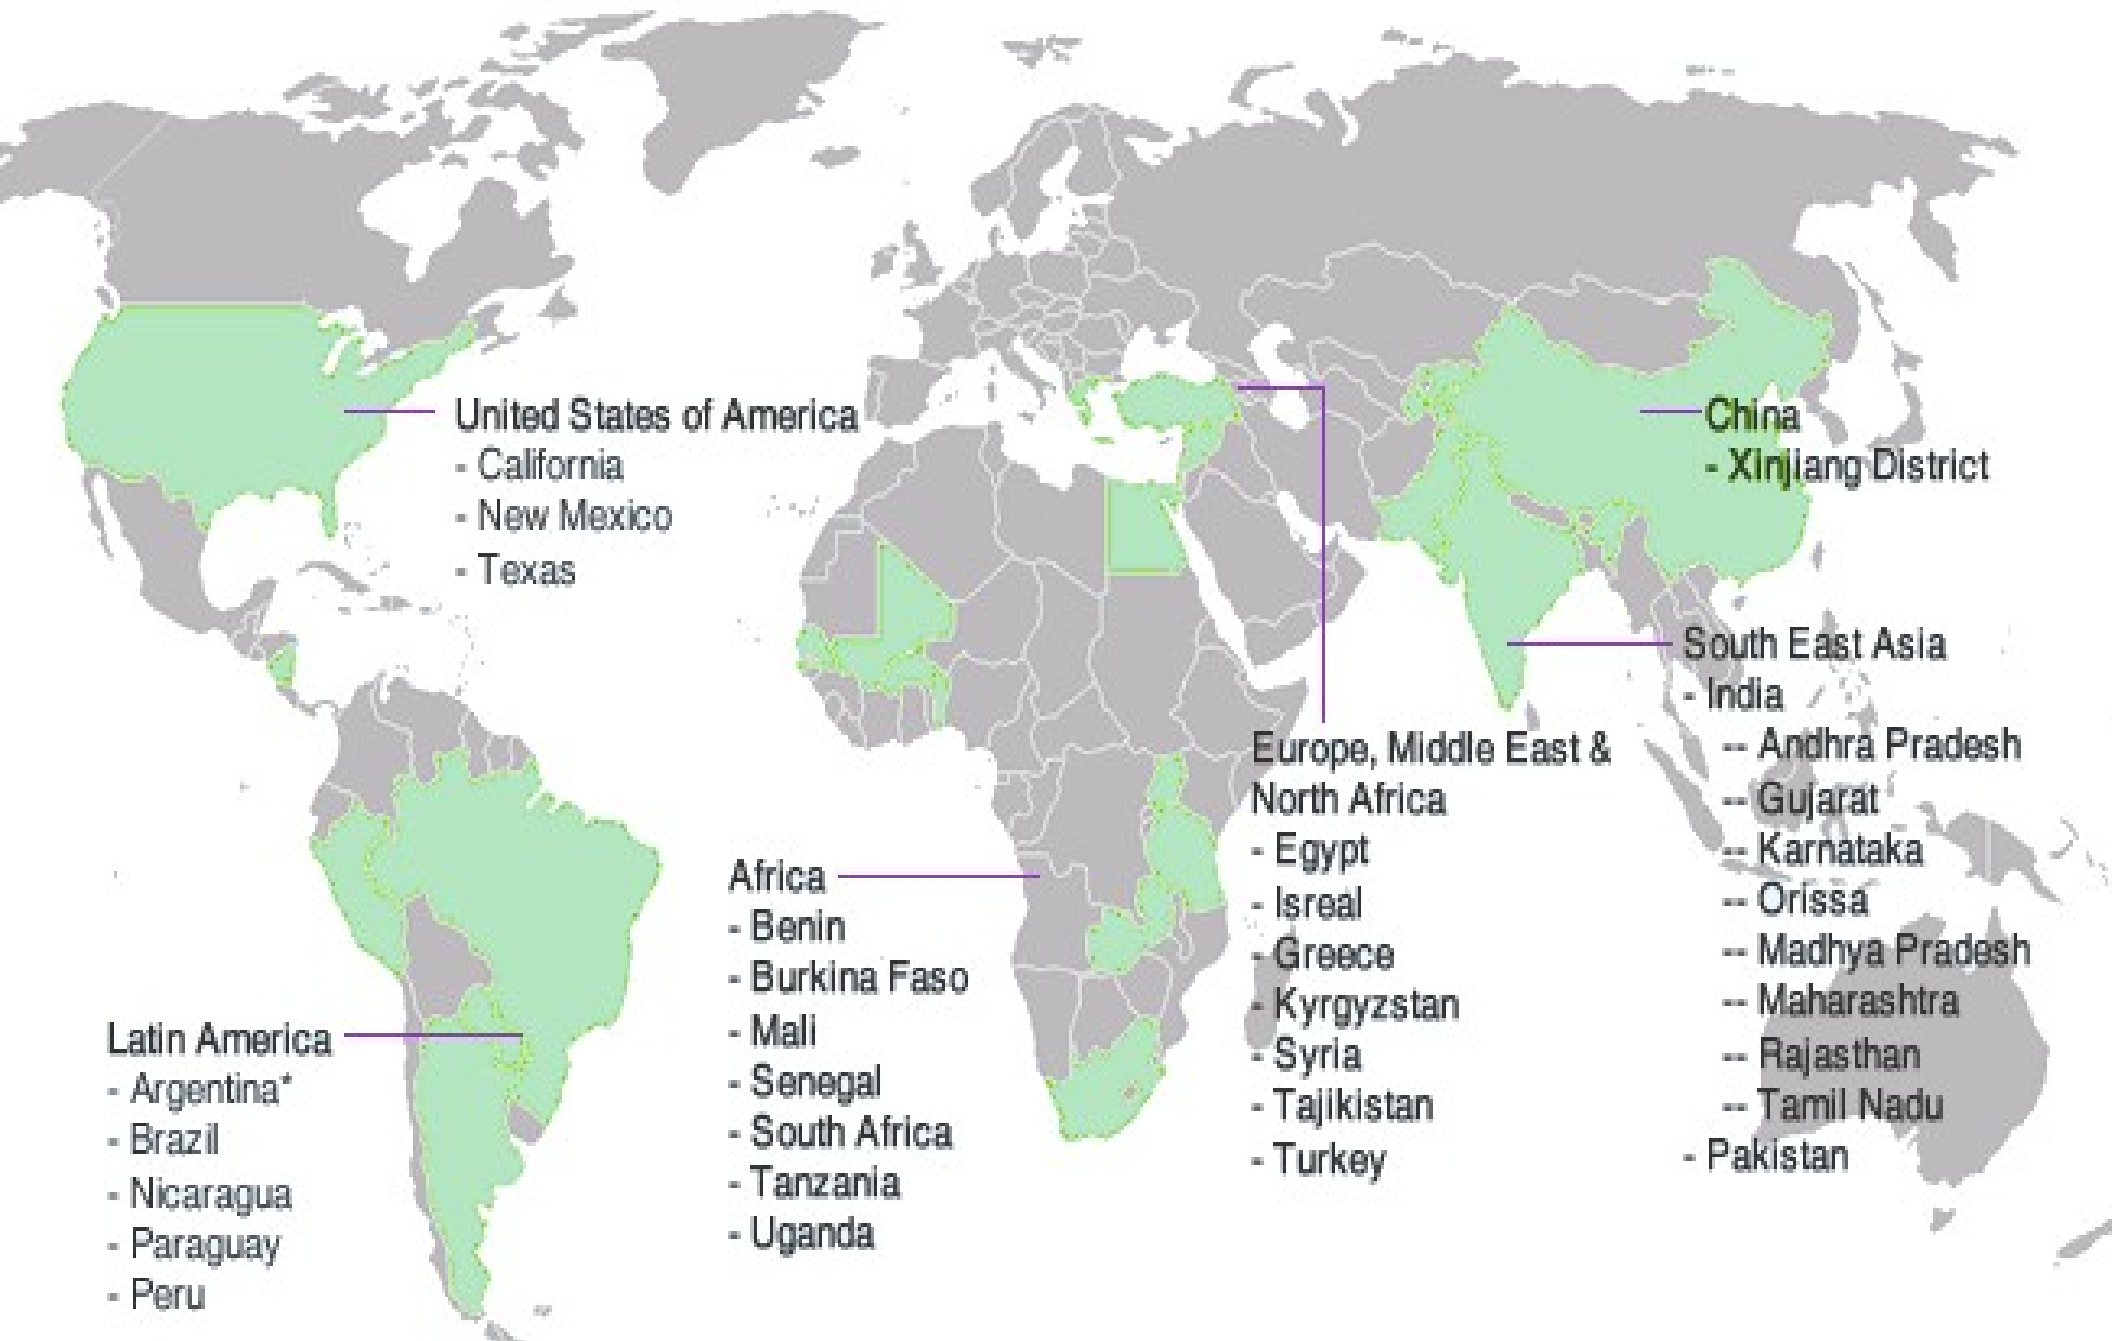 United States of America
- California
- New Mexico
- Texas
China
- Xinjiang District
South East Asia
- India
-- Andhra Pradesh
-- Gujarat
-- Karnataka
-- Orissa
-- Madhya Pradesh
-- Maharashtra
-- Rajasthan
-- Tamil Nadu
- Pakistan
Europe, Middle East &
North Africa
- Egypt
- Isreal
- Greece
- Kyrgyzstan
- Syria
- Tajikistan
- Turkey
Africa
- Benin
- Burkina Faso
- Mali
- Senegal
- South Africa
- Tanzania
- Uganda
Latin America
- Argentina*
- Brazil
- Nicaragua
- Paraguay
- Peru